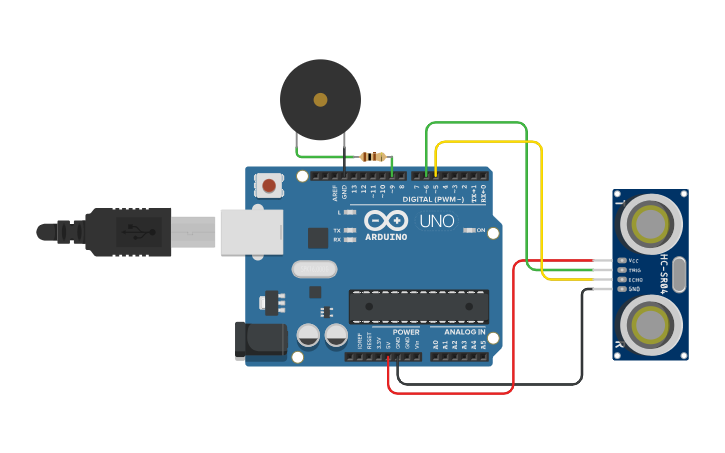 AREF
GND
13
12
~11
~10
~9
8
7
~6
~5
4
~3
2
TX→1
RX←0
DIGITAL (PWM~)
L
TX
RX
ARDUINO
UNO
ON
POWER
ANALOG IN
IOREF
RESET
3.3V
5V
GND
GND
Vin
A0
A1
A2
A3
A4
A5
T
VCC
TRIG
ECHO
GND
HC-SR04
R